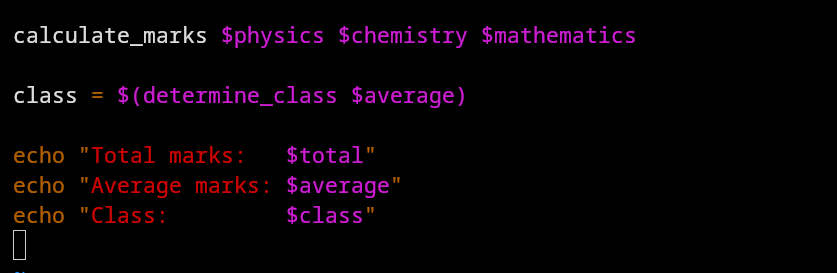 calculate_marks $physics $chemistry $mathematics
class = $(determine_class $average)
echo "Total marks:   $total"
echo "Average marks: $average"
echo "Class:         $class"